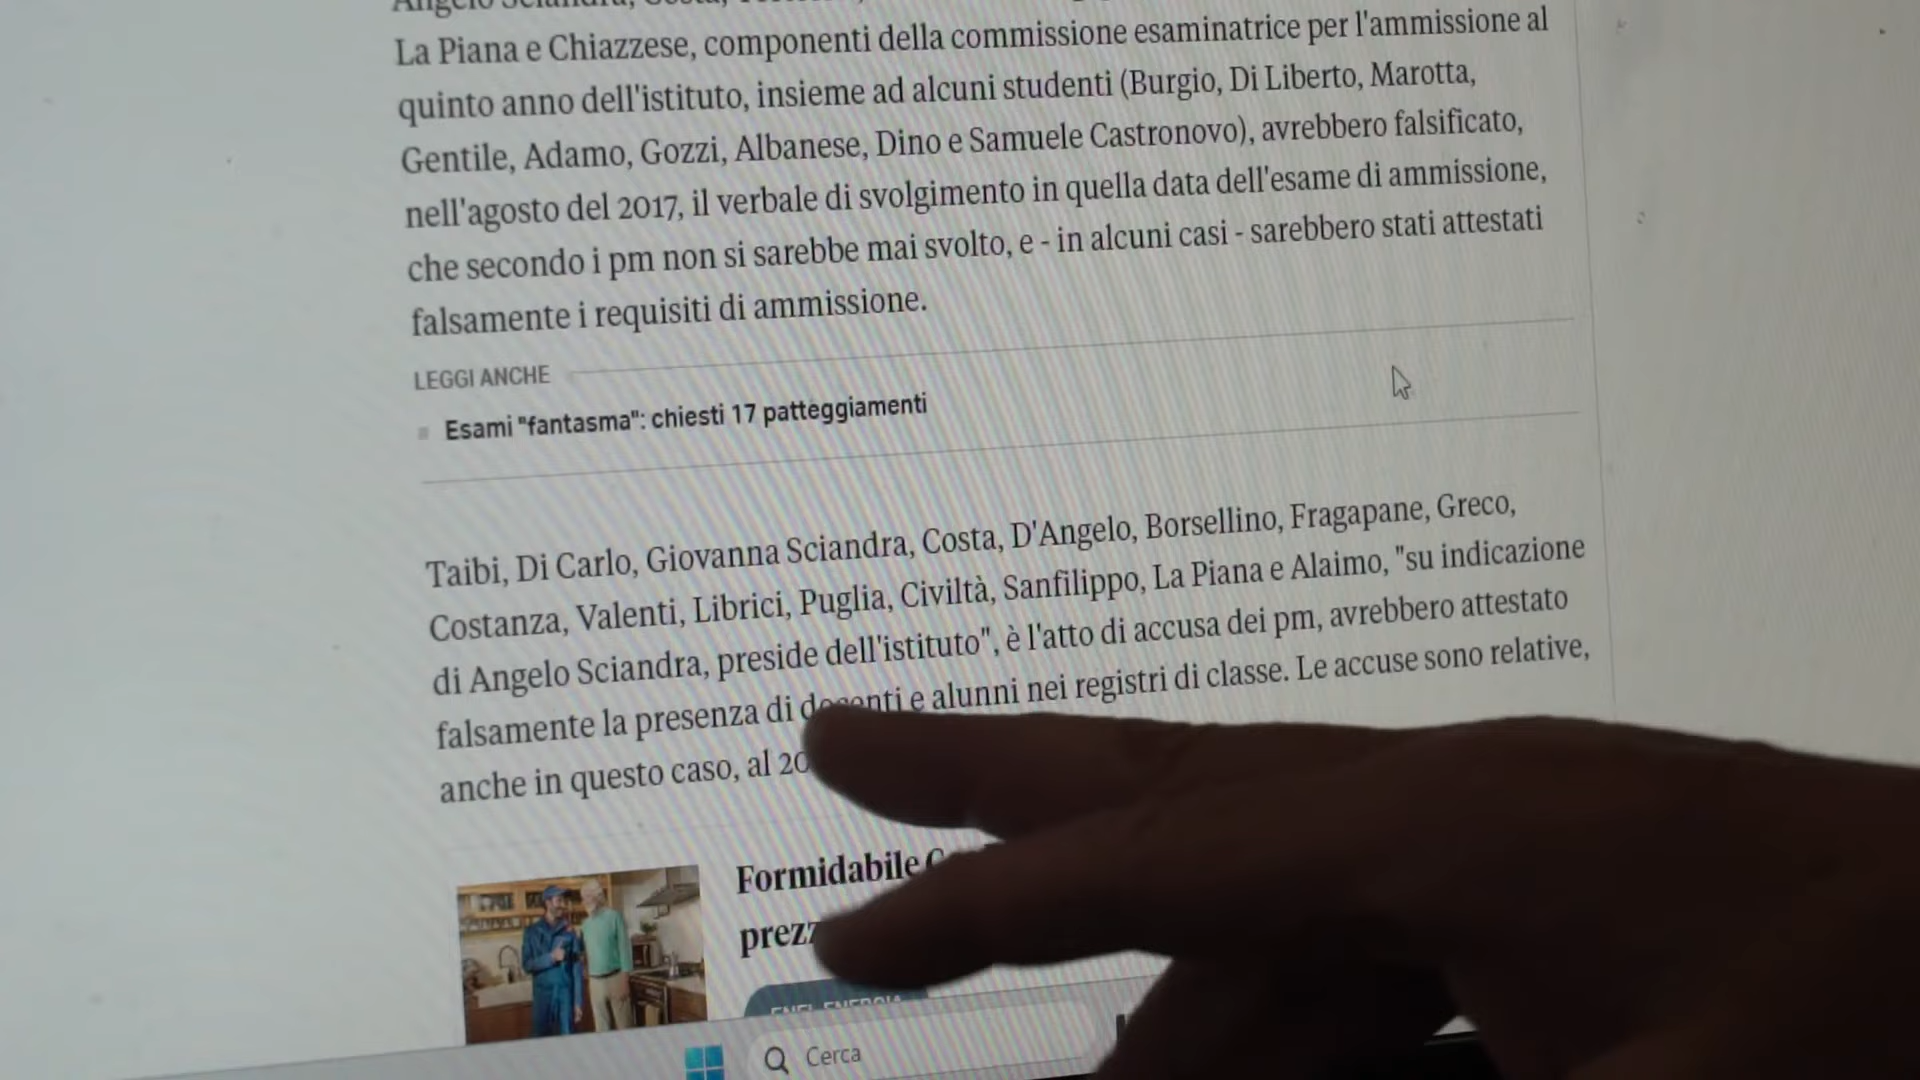 La Piana e Chiazzese, componenti della commissione esaminatrice per l'ammissione al
quinto anno dell'istituto, insieme ad alcuni studenti (Burgio, Di Liberto, Marotta,
Gentile, Adamo, Gozzi, Albanese, Dino e Samuele Castronovo), avrebbero falsificato,
nell'agosto del 2017, il verbale di svolgimento in quella data dell'esame di ammissione,
che secondo i pm non si sarebbe mai svolto, e - in alcuni casi - sarebbero stati attestati
falsamente i requisiti di ammissione.
LEGGI ANCHE
Esami "fantasma": chiesti 17 patteggiamenti
Taibi, Di Carlo, Giovanna Sciandra, Costa, D'Angelo, Borsellino, Fragapane, Greco,
Costanza, Valenti, Librici, Puglia, Civiltà, Sanfilippo, La Piana e Alaimo, "su indicazione
di Angelo Sciandra, preside dell'istituto", è l'atto di accusa dei pm, avrebbero attestato
falsamente la presenza di docenti e alunni nei registri di classe. Le accuse sono relative,
anche in questo caso, al
Formidabile
Cerca